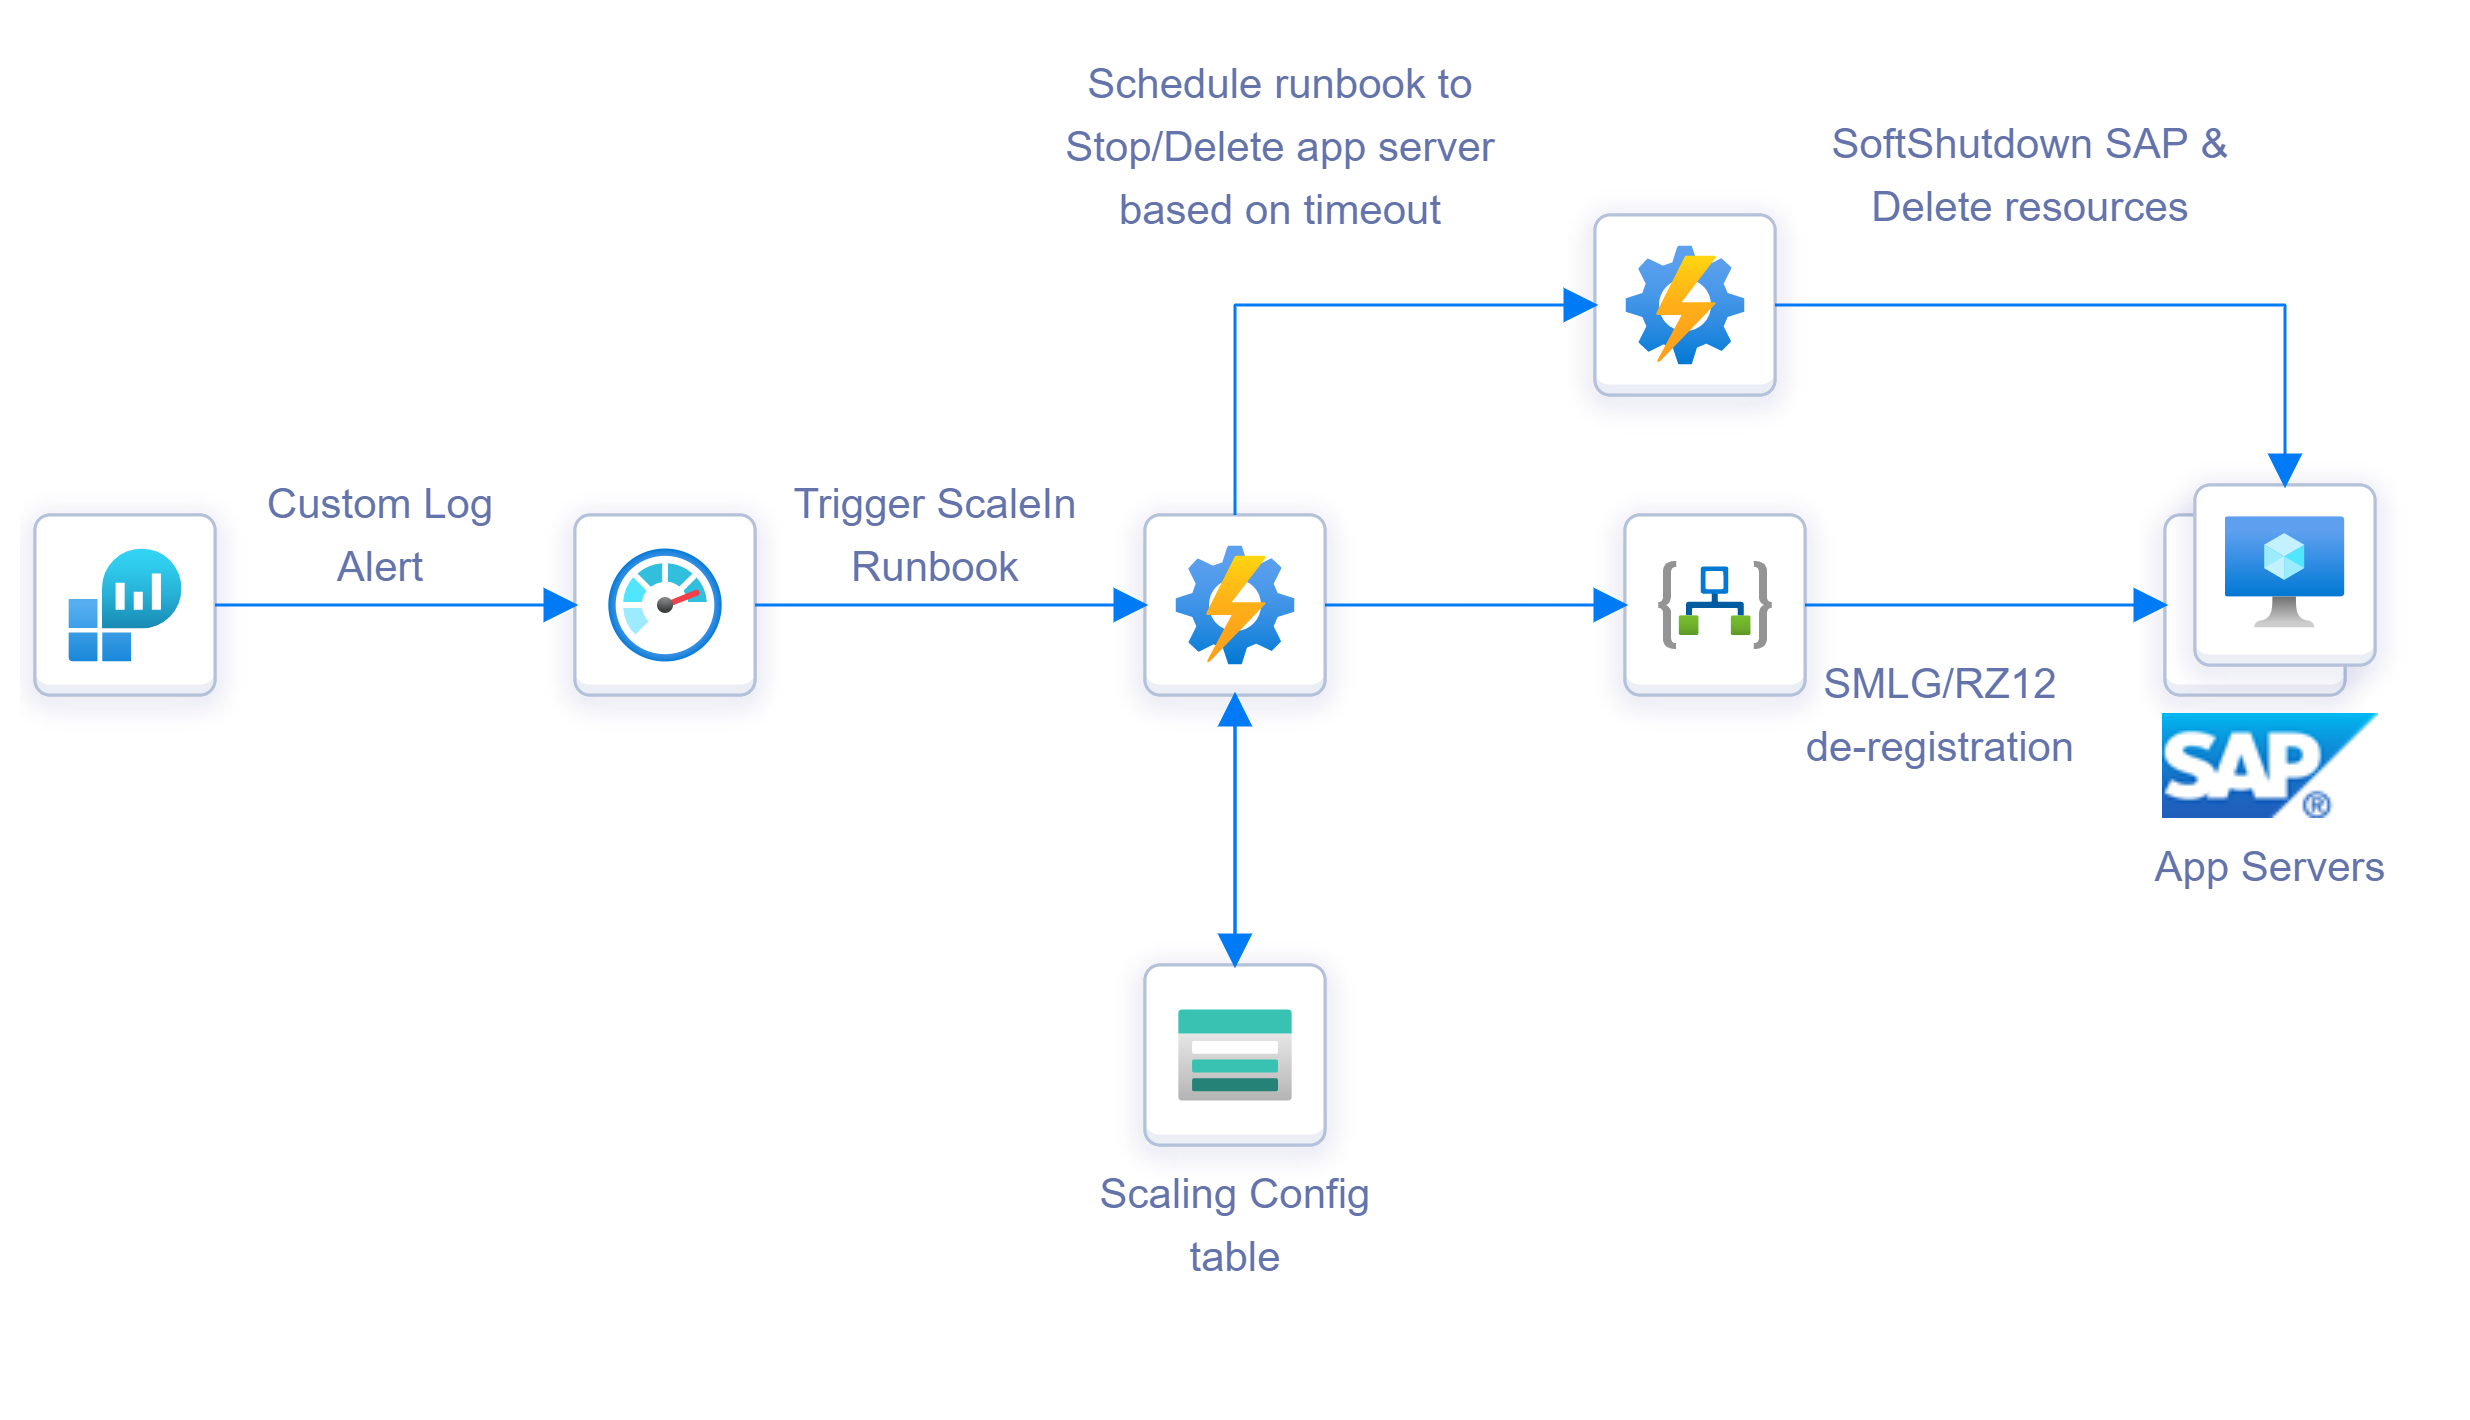 Schedule runbook to
Stop/Delete app server
based on timeout
SoftShutdown SAP &
Delete resources
Custom Log
Alert
Trigger ScaleIn
Runbook
SMLG/RZ12
de-registration
SAP®
App Servers
Scaling Config
table